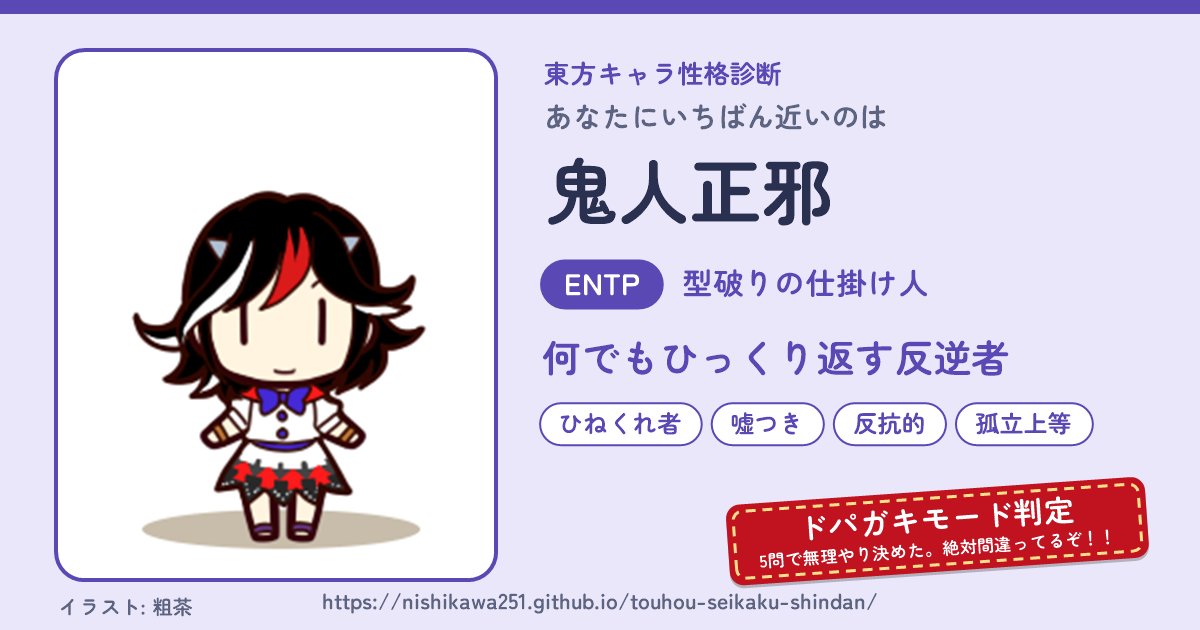 東方キャラ性格診断
あなたにいちばん近いのは
鬼人正邪
ENTP 型破りの仕掛け人
何でもひっくり返す反逆者
ひねくれ者 嘘つき 反抗的 孤立上等
ドパガキモード判定
5問で無理やり決めた。絶対間違ってるぞ！！
イラスト: 粗茶
https://nishikawa251.github.io/touhou-seikaku-shindan/